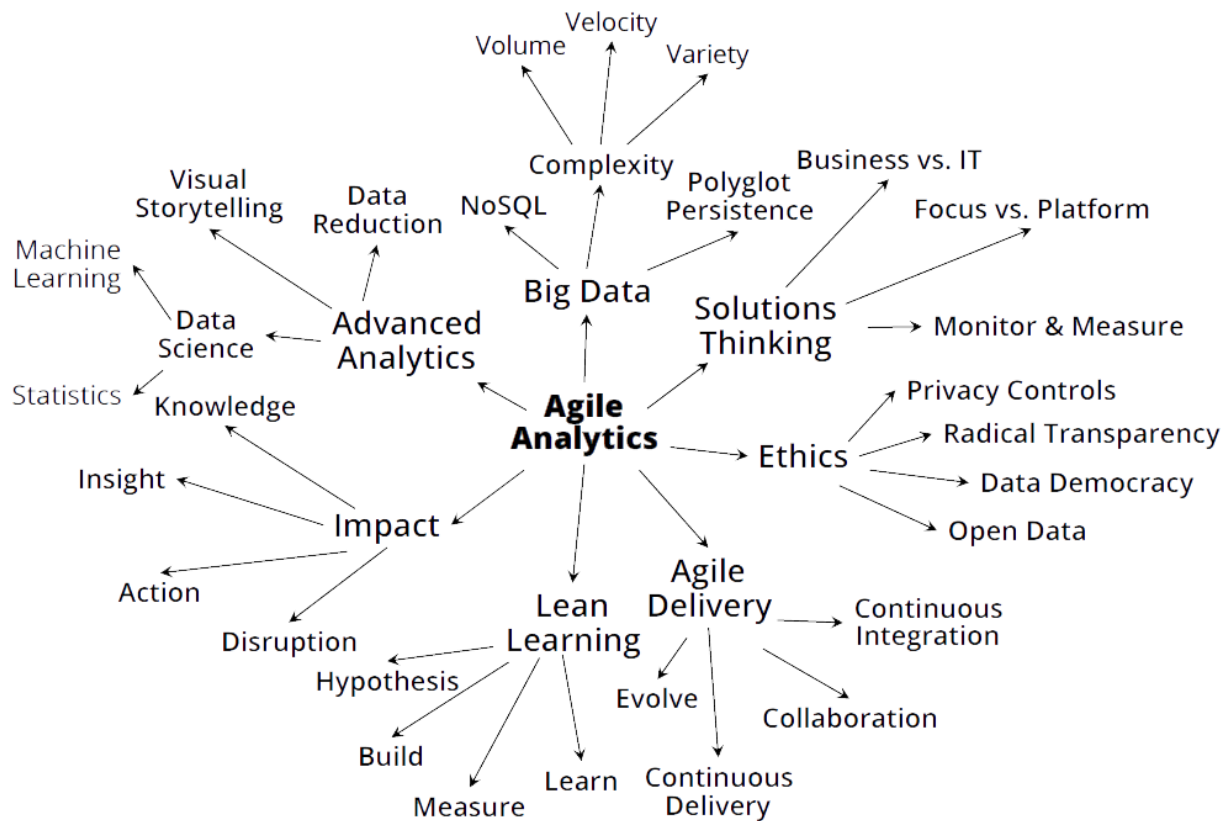 Velocity
Volume
Variety
Complexity
Business vs. IT
Visual
Storytelling
Data
Reduction
NoSQL
Polyglot
Persistence
Focus vs. Platform
Machine
Learning
Big Data
Solutions
Thinking
Data
Science
Advanced
Analytics
Monitor & Measure
Statistics
Knowledge
Agile
Analytics
Privacy Controls
Radical Transparency
Ethics
Data Democracy
Open Data
Insight
Impact
Action
Disruption
Lean
Learning
Agile
Delivery
Continuous
Integration
Hypothesis
Evolve
Collaboration
Build
Measure
Learn
Continuous
Delivery